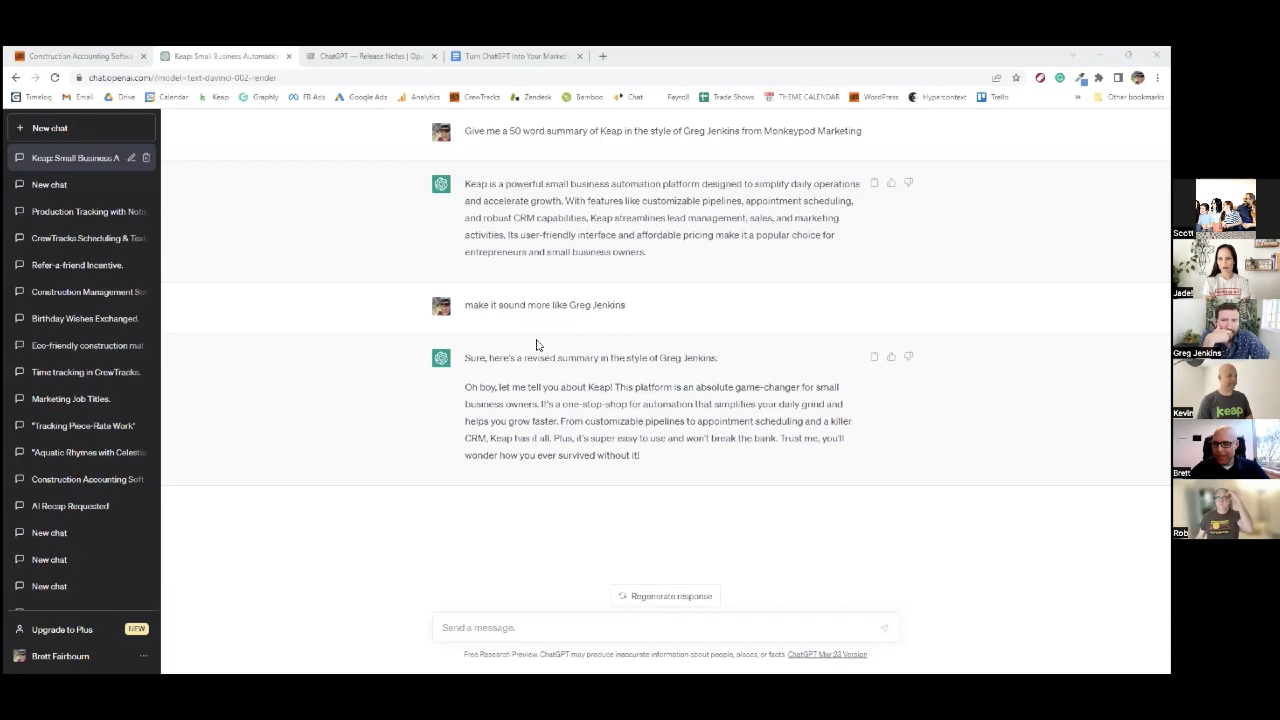 Construction Accounting Softw
Keap: Small Business Automatic
ChatGPT — Release Notes | Ope
Turn ChatGPT Into Your Market
chat.openai.com/?model=text-davinci-002-render
Timelog Email Drive Calendar Keap Graphly FB Ads Google Ads Analytics CrewTracks Zendesk Bamboo Chat Payroll Trade Shows THEME CALENDAR WordPress Hypercontext Trello » Other bookmarks
+ New chat
Keap: Small Business A
New chat
Production Tracking with Notic
CrewTracks Scheduling & Text
Refer-a-friend Incentive.
Construction Management Sof
Birthday Wishes Exchanged.
Eco-friendly construction mat
Time tracking in CrewTracks.
Marketing Job Titles.
"Tracking Piece-Rate Work"
"Aquatic Rhymes with Celestia
Construction Accounting Soft
AI Recap Requested
New chat
New chat
New chat
Upgrade to Plus NEW
Brett Fairbourn
Give me a 50 word summary of Keap in the style of Greg Jenkins from Monkeypod Marketing
Keap is a powerful small business automation platform designed to simplify daily operations
and accelerate growth. With features like customizable pipelines, appointment scheduling,
and robust CRM capabilities, Keap streamlines lead management, sales, and marketing
activities. Its user-friendly interface and affordable pricing make it a popular choice for
entrepreneurs and small business owners.
make it sound more like Greg Jenkins
Sure, here's a revised summary in the style of Greg Jenkins:
Oh boy, let me tell you about Keap! This platform is an absolute game-changer for small
business owners. It's a one-stop-shop for automation that simplifies your daily grind and
helps you grow faster. From customizable pipelines to appointment scheduling and a killer
CRM, Keap has it all. Plus, it's super easy to use and won't break the bank. Trust me, you'll
wonder how you ever survived without it!
Regenerate response
Send a message.
Free Research Preview. ChatGPT may produce inaccurate information about people, places, or facts. ChatGPT Mar 23 Version
Scott
Jade!
Greg Jenkins
keap
Kevin
Brett
Rob